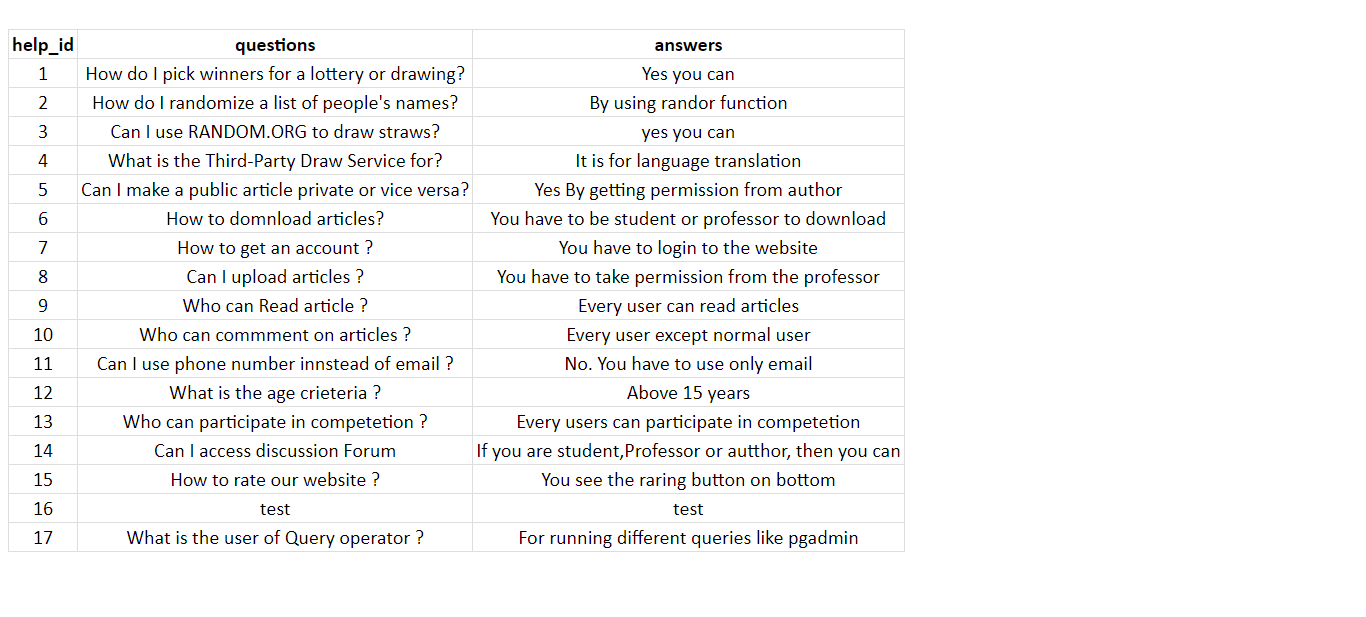 help_id questions answers
1 How do I pick winners for a lottery or drawing? Yes you can
2 How do I randomize a list of people's names? By using randor function
3 Can I use RANDOM.ORG to draw straws? yes you can
4 What is the Third-Party Draw Service for? It is for language translation
5 Can I make a public article private or vice versa? Yes By getting permission from author
6 How to domnload articles? You have to be student or professor to download
7 How to get an account ? You have to login to the website
8 Can I upload articles ? You have to take permission from the professor
9 Who can Read article ? Every user can read articles
10 Who can commment on articles ? Every user except normal user
11 Can I use phone number innstead of email ? No. You have to use only email
12 What is the age crieteria ? Above 15 years
13 Who can participate in competetion ? Every users can participate in competetion
14 Can I access discussion Forum If you are student,Professor or autthor, then you can
15 How to rate our website ? You see the raring button on bottom
16 test test
17 What is the user of Query operator ? For running different queries like pgadmin